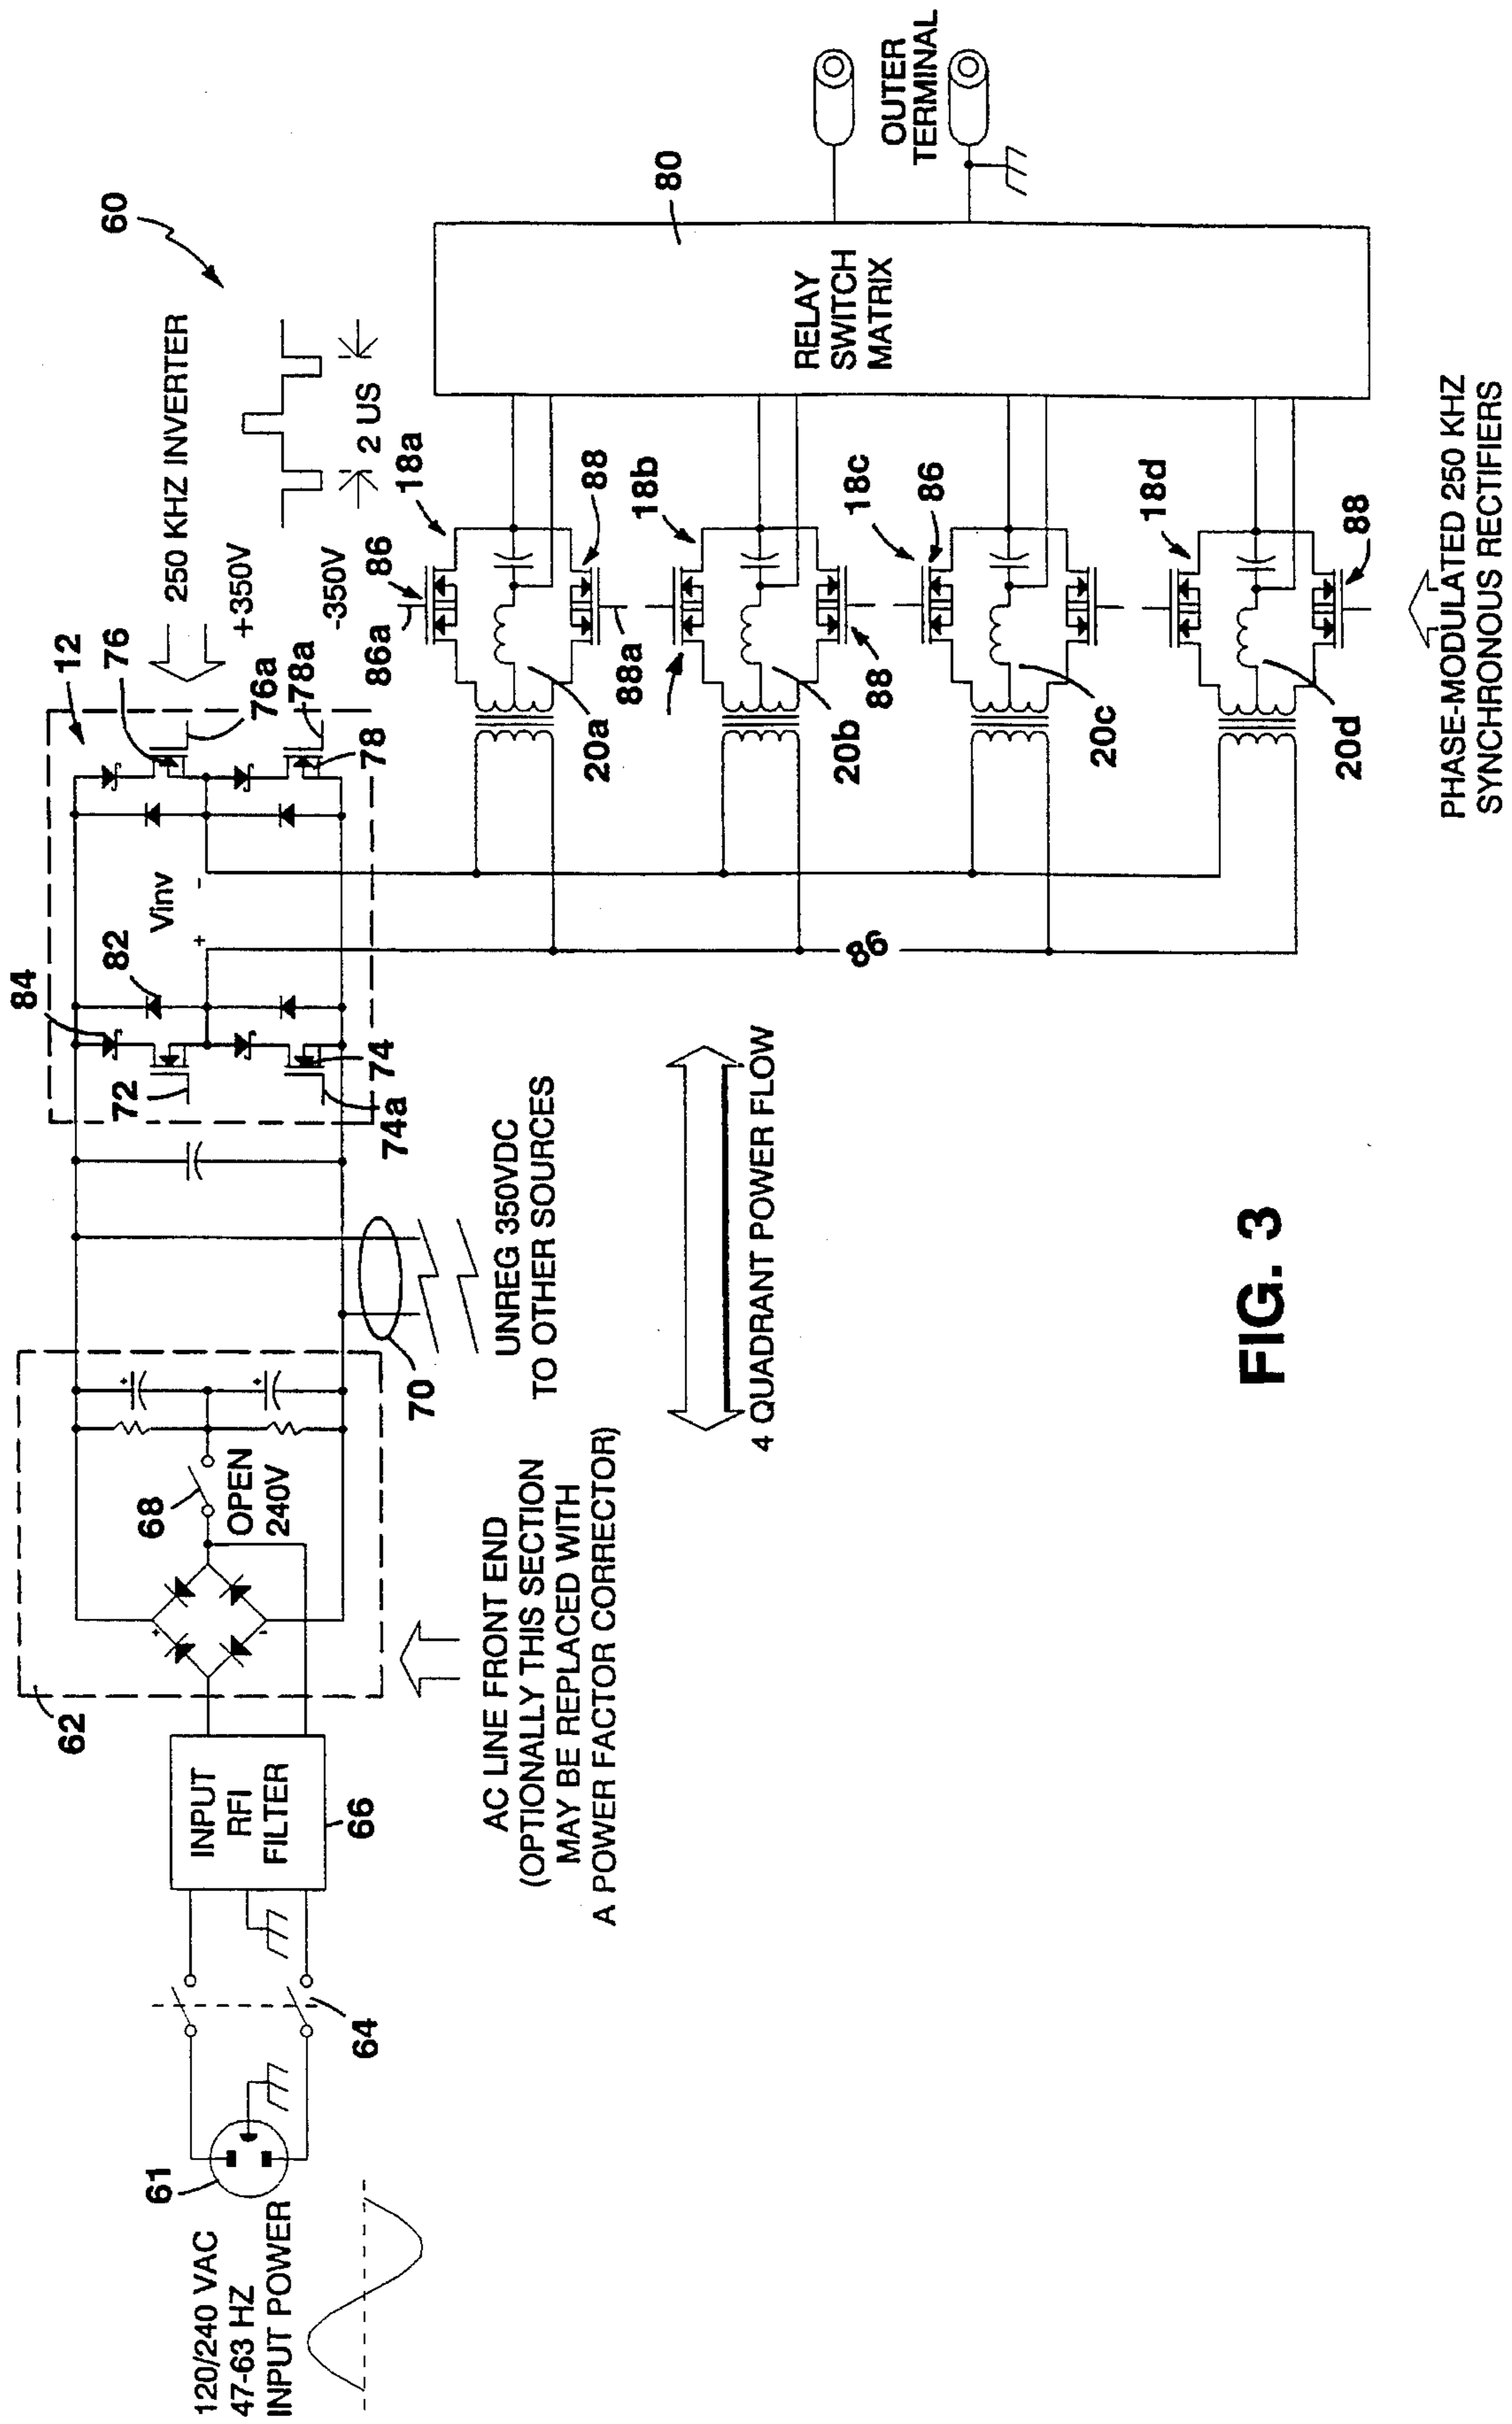 120/240 VAC
47-63 HZ
INPUT POWER
61
64
INPUT
RFI
FILTER
66
62
+
-
68
OPEN
240V
+
+
AC LINE FRONT END
(OPTIONALLY THIS SECTION
MAY BE REPLACED WITH
A POWER FACTOR CORRECTOR)
70
UNREG 350VDC
TO OTHER SOURCES
4 QUADRANT POWER FLOW
84
82
72
74
74a
+
Vinv
-
12
76
76a
78a
78
250 KHZ INVERTER
+350V
-350V
2 US
60
86
86a
86
18a
20a
88
88a
18b
20b
88
18c
86
20c
18d
20d
88
80
RELAY
SWITCH
MATRIX
OUTER
TERMINAL
PHASE-MODULATED 250 KHZ
SYNCHRONOUS RECTIFIERS
FIG. 3